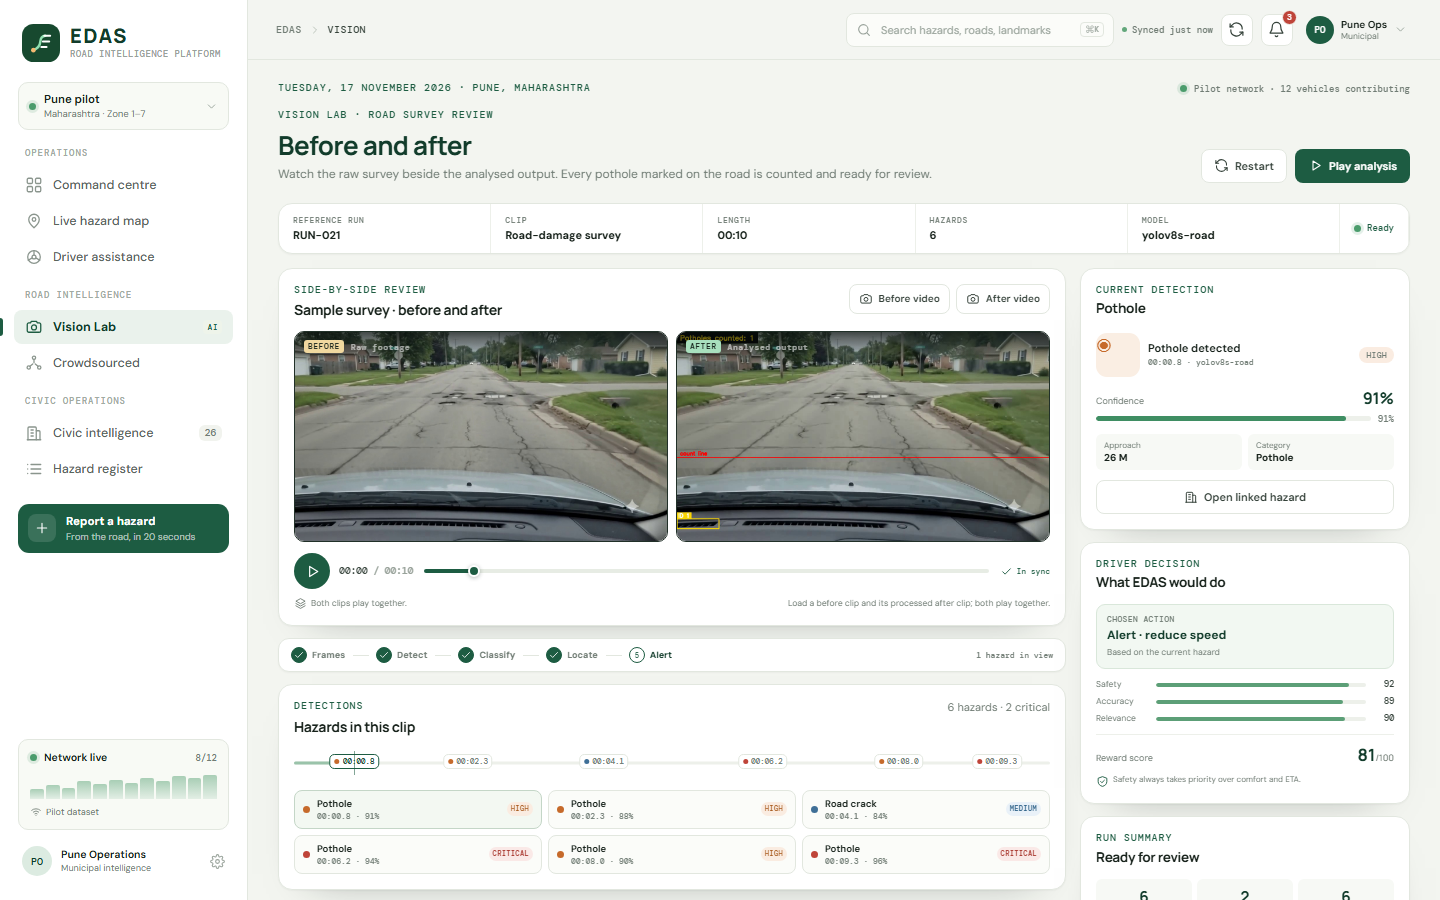 EDAS
ROAD INTELLIGENCE PLATFORM
Pune pilot
Maharashtra · Zone 1–7
OPERATIONS
Command centre
Live hazard map
Driver assistance
ROAD INTELLIGENCE
Vision Lab AI
Crowdsourced
CIVIC OPERATIONS
Civic intelligence 26
Hazard register
Report a hazard
From the road, in 20 seconds
Network live 8/12
Pilot dataset
PO Pune Operations
Municipal intelligence
EDAS VISION
Search hazards, roads, landmarks ⌘K
Synced just now
3
PO Pune Ops
Municipal
TUESDAY, 17 NOVEMBER 2026 · PUNE, MAHARASHTRA
Pilot network · 12 vehicles contributing
VISION LAB · ROAD SURVEY REVIEW
Before and after
Watch the raw survey beside the analysed output. Every pothole marked on the road is counted and ready for review.
Restart
Play analysis
REFERENCE RUN
RUN-021
CLIP
Road-damage survey
LENGTH
00:10
HAZARDS
6
MODEL
yolov8s-road
Ready
SIDE-BY-SIDE REVIEW
Sample survey · before and after
Before video
After video
BEFORE Raw footage
Potholes counted: 1
AFTER Analysed output
count line
00:00 / 00:10
In sync
Both clips play together.
Load a before clip and its processed after clip; both play together.
Frames
Detect
Classify
Locate
5 Alert
1 hazard in view
DETECTIONS
Hazards in this clip
6 hazards · 2 critical
00:00.8
00:02.3
00:04.1
00:06.2
00:08.0
00:09.3
Pothole
00:00.8 · 91%
HIGH
Pothole
00:02.3 · 88%
HIGH
Road crack
00:04.1 · 84%
MEDIUM
Pothole
00:06.2 · 94%
CRITICAL
Pothole
00:08.0 · 90%
HIGH
Pothole
00:09.3 · 96%
CRITICAL
CURRENT DETECTION
Pothole
Pothole detected
00:00.8 · yolov8s-road
HIGH
Confidence 91%
91%
Approach
26 M
Category
Pothole
Open linked hazard
DRIVER DECISION
What EDAS would do
CHOSEN ACTION
Alert · reduce speed
Based on the current hazard
Safety 92
Accuracy 89
Relevance 90
Reward score 81/100
Safety always takes priority over comfort and ETA.
RUN SUMMARY
Ready for review
6 2 6